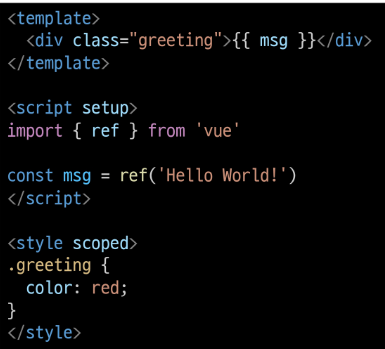 <template>
  <div class="greeting">{{ msg }}</div>
</template>

<script setup>
import { ref } from 'vue'

const msg = ref('Hello World!')
</script>

<style scoped>
.greeting {
  color: red;
}
</style>